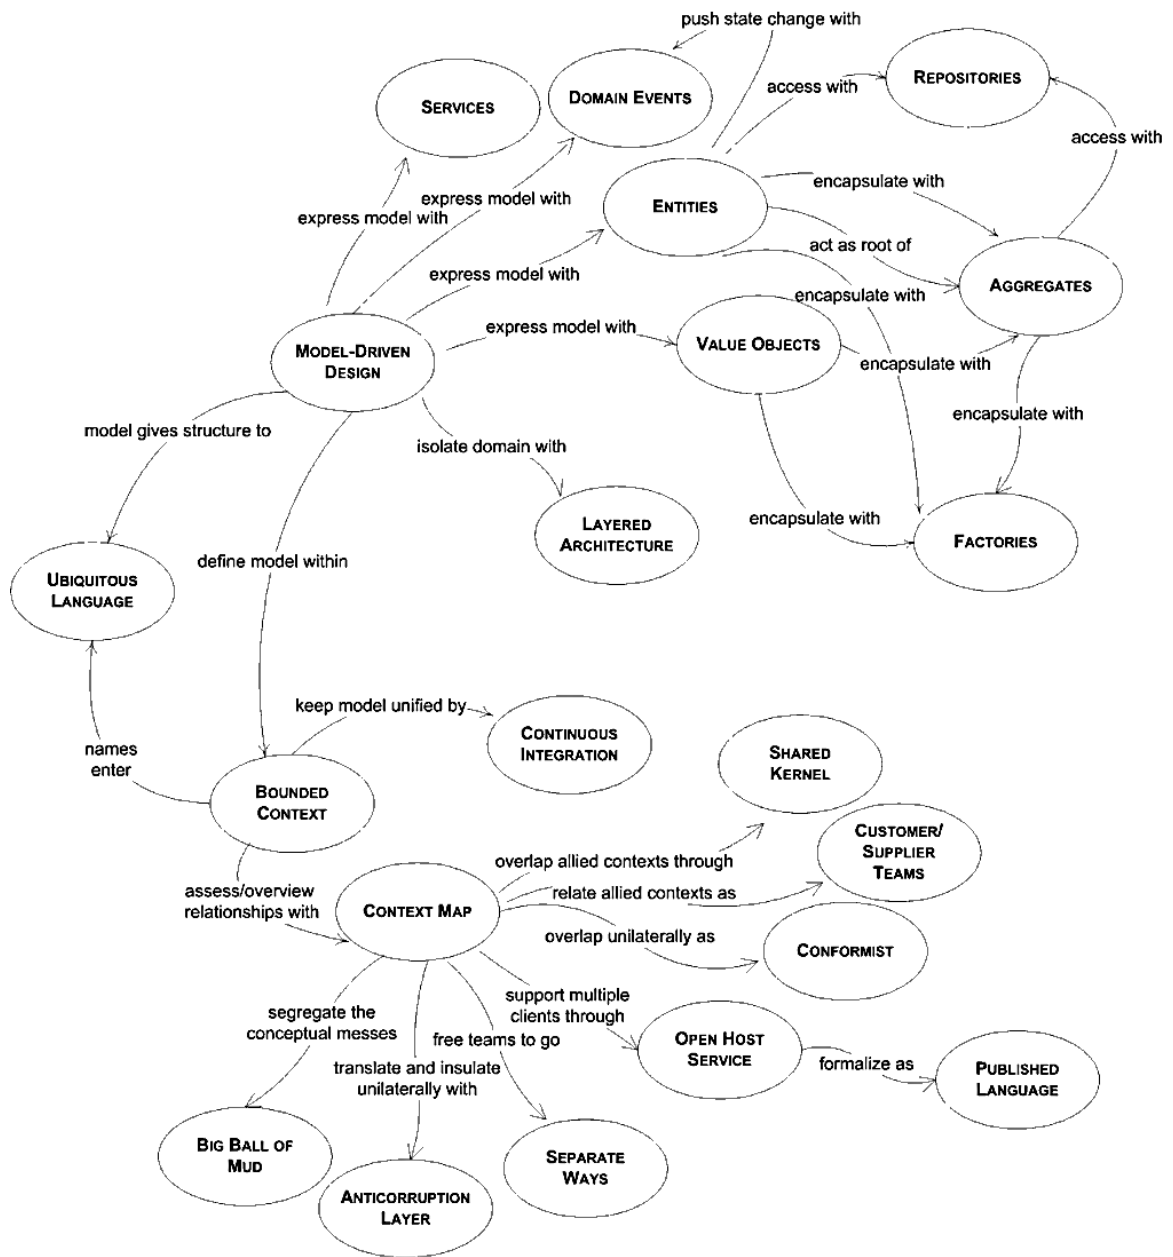 push state change with
REPOSITORIES
DOMAIN EVENTS
access with
SERVICES
access with
encapsulate with
express model with
express model with
ENTITIES
act as root of
express model with
AGGREGATES
encapsulate with
express model with
VALUE OBJECTS
MODEL-DRIVEN
DESIGN
encapsulate with
encapsulate with
model gives structure to
isolate domain with
encapsulate with
LAYERED
ARCHITECTURE
FACTORIES
define model within
UBIQUITOUS
LANGUAGE
keep model unified by
CONTINUOUS
INTEGRATION
names
enter
SHARED
KERNEL
BOUNDED
CONTEXT
CUSTOMER/
SUPPLIER
TEAMS
overlap allied contexts through
assess/overview
relationships with
relate allied contexts as
CONTEXT MAP
overlap unilaterally as
CONFORMIST
support multiple
clients through
segregate the
conceptual messes
free teams to go
OPEN HOST
SERVICE
formalize as
PUBLISHED
LANGUAGE
translate and insulate
unilaterally with
BIG BALL OF
MUD
SEPARATE
WAYS
ANTICORRUPTION
LAYER